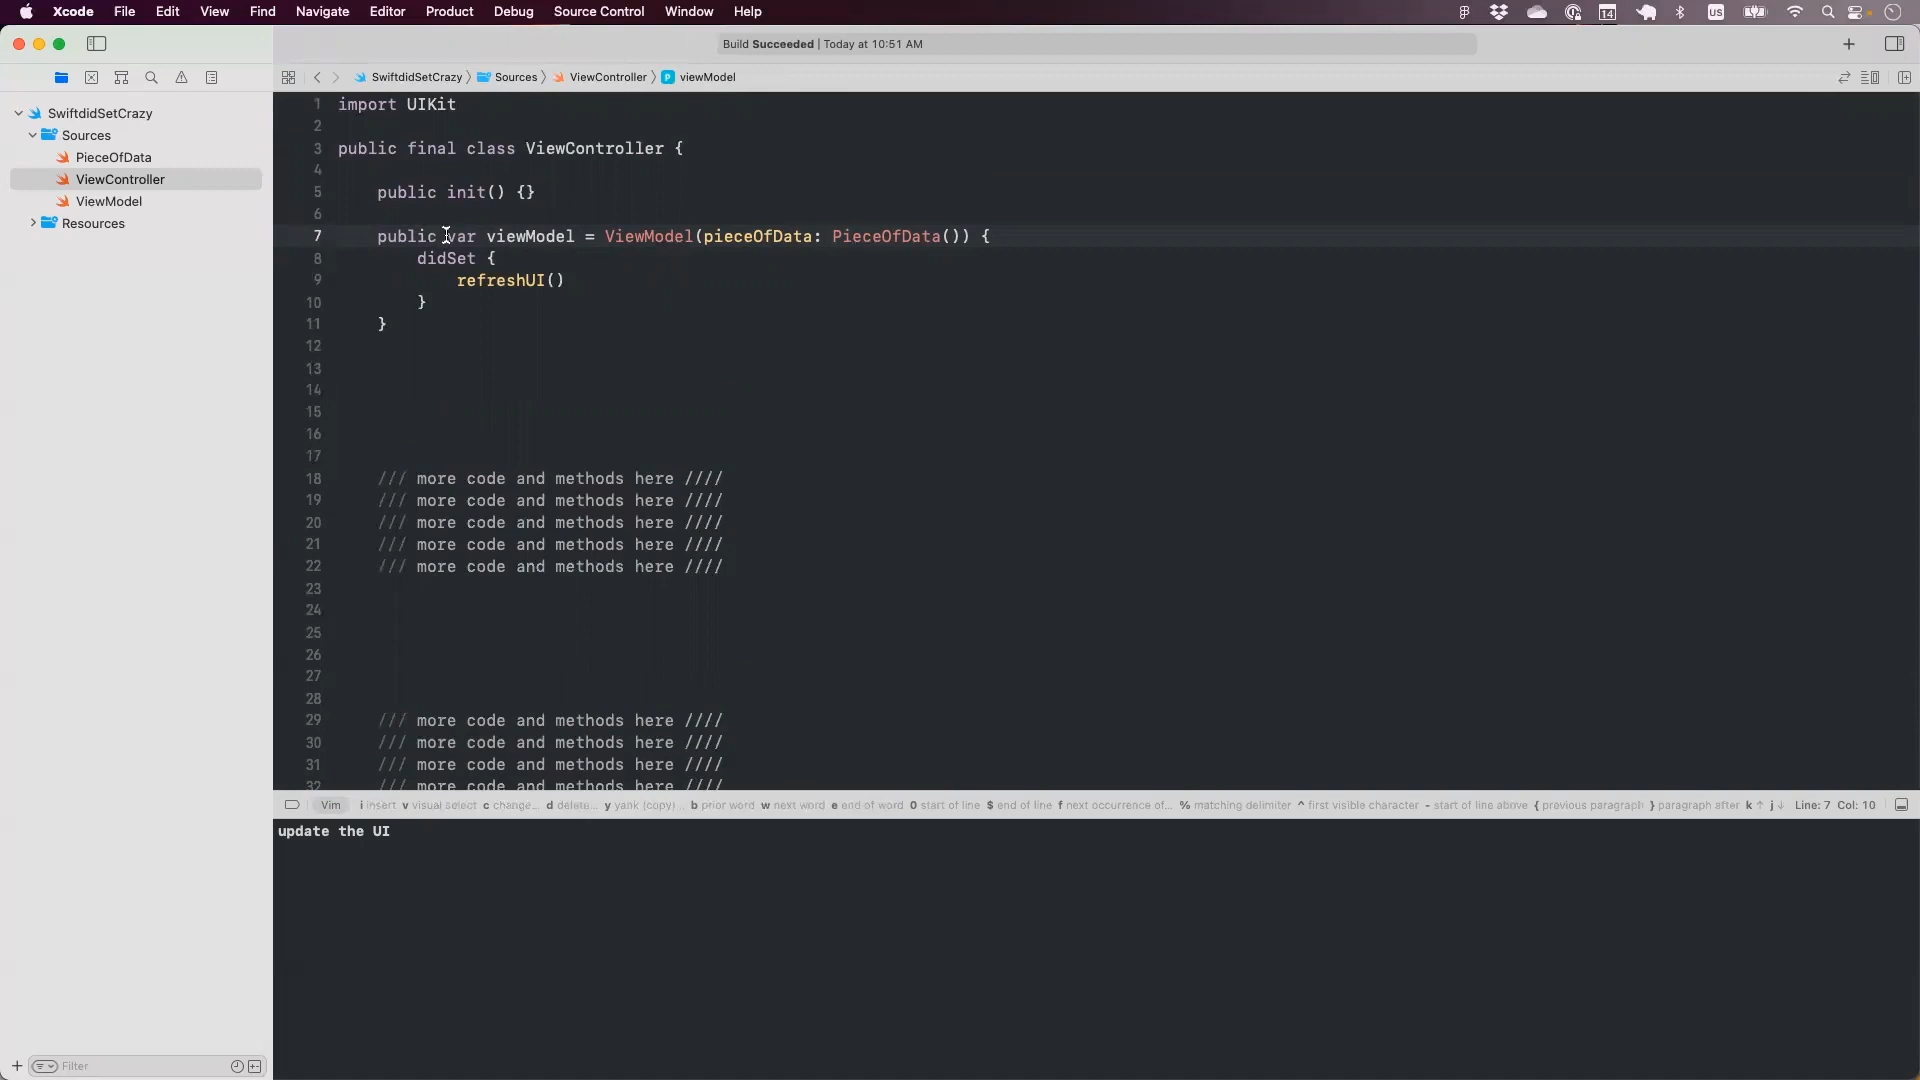 Xcode File Edit View Find Navigate Editor Product Debug Source Control Window Help
14 US
Build Succeeded | Today at 10:51 AM
SwiftdidSetCrazy Sources ViewController P viewModel
SwiftdidSetCrazy
Sources
PieceOfData
ViewController
ViewModel
Resources
1 import UIKit
2
3 public final class ViewController {
4
5 public init() {}
6
7 public var viewModel = ViewModel(pieceOfData: PieceOfData()) {
8 didSet {
9 refreshUI()
10 }
11 }
12
13
14
15
16
17
18 /// more code and methods here ////
19 /// more code and methods here ////
20 /// more code and methods here ////
21 /// more code and methods here ////
22 /// more code and methods here ////
23
24
25
26
27
28
29 /// more code and methods here ////
30 /// more code and methods here ////
31 /// more code and methods here ////
32 /// more code and methods here ////
Vim i insert v visual select c change... d delete... y yank (copy)... b prior word w next word e end of word 0 start of line $ end of line f next occurrence of... % matching delimiter ^ first visible character - start of line above { previous paragraph } paragraph after k ↑ j ↓ Line: 7 Col: 10
update the UI
Filter